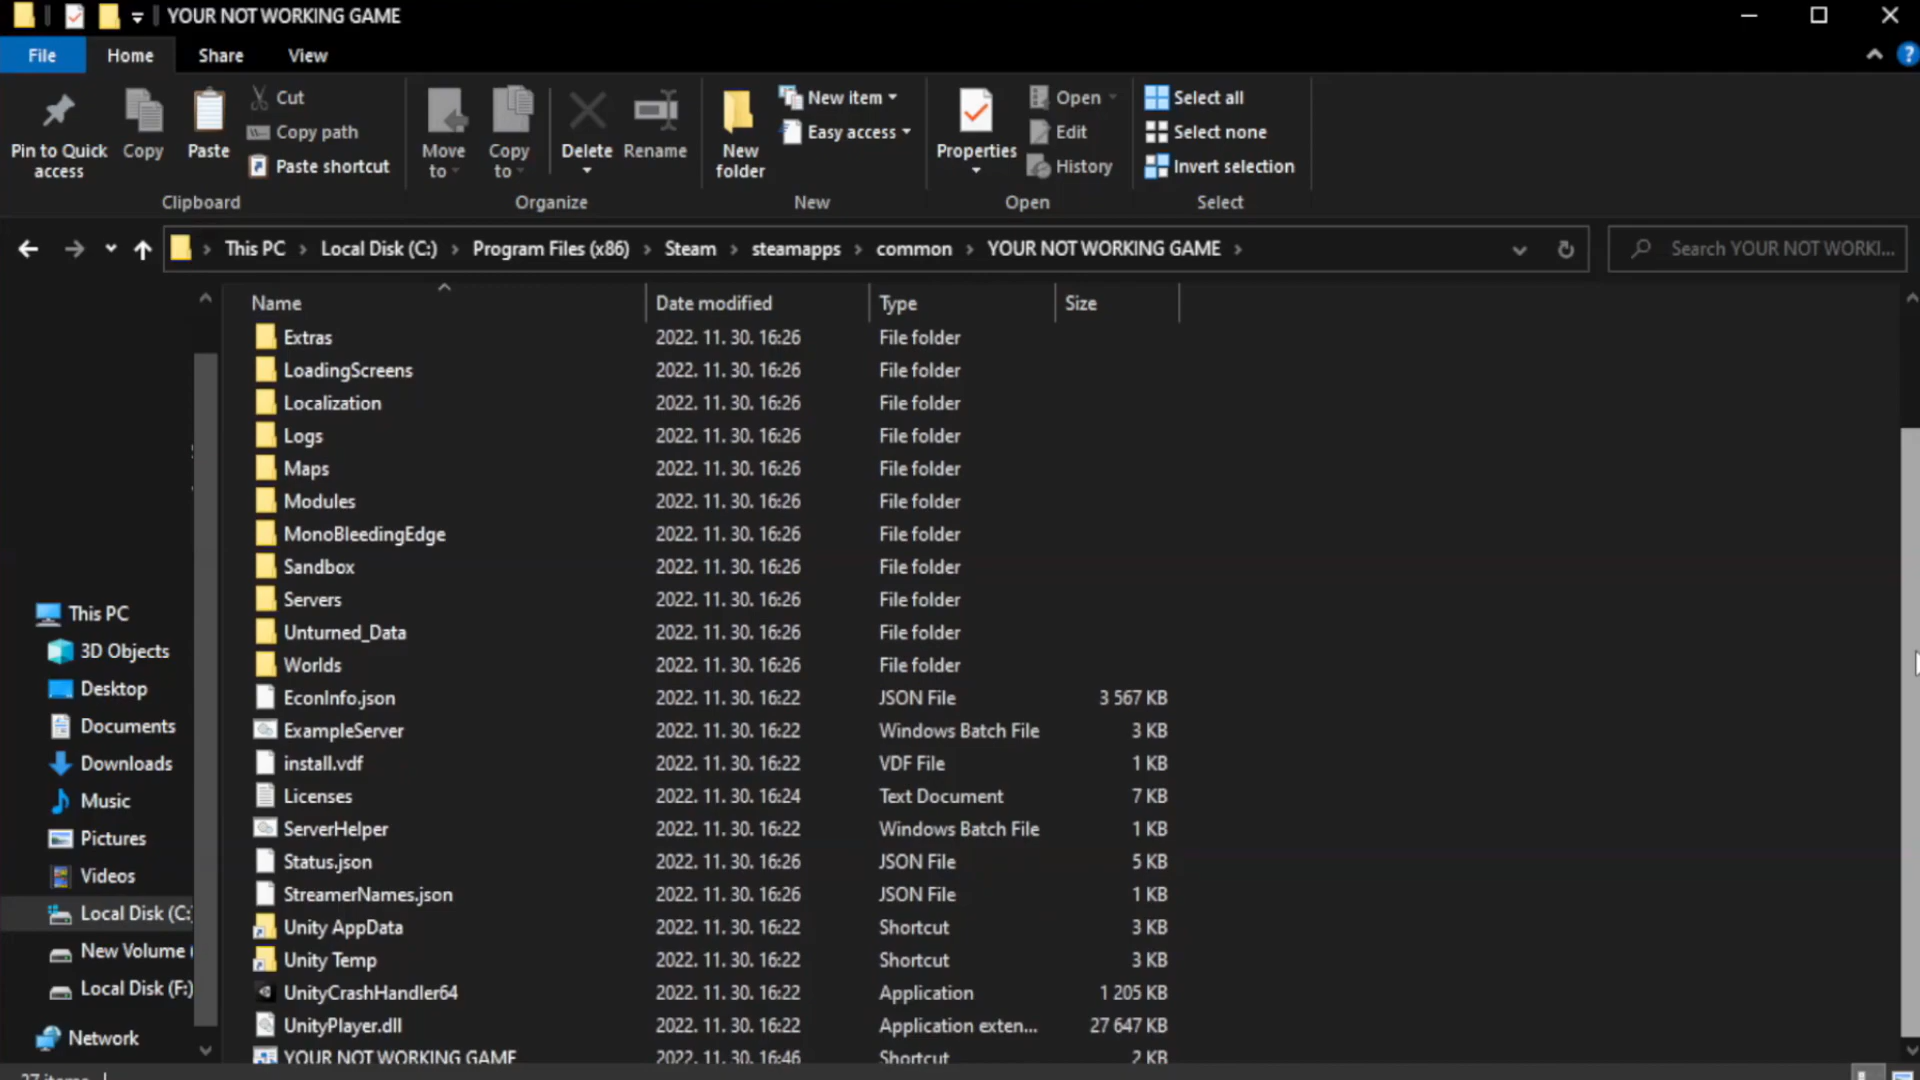 YOUR NOT WORKING GAME
File Home Share View
Pin to Quick access
Copy
Paste
Cut
Copy path
Paste shortcut
Clipboard
Move to
Copy to
Delete
Rename
Organize
New folder
New item
Easy access
New
Properties
Open
Edit
History
Open
Select all
Select none
Invert selection
Select
This PC > Local Disk (C:) > Program Files (x86) > Steam > steamapps > common > YOUR NOT WORKING GAME >
Search YOUR NOT WORKI...
Name Date modified Type Size
Extras 2022. 11. 30. 16:26 File folder
LoadingScreens 2022. 11. 30. 16:26 File folder
Localization 2022. 11. 30. 16:26 File folder
Logs 2022. 11. 30. 16:26 File folder
Maps 2022. 11. 30. 16:26 File folder
Modules 2022. 11. 30. 16:26 File folder
MonoBleedingEdge 2022. 11. 30. 16:26 File folder
Sandbox 2022. 11. 30. 16:26 File folder
Servers 2022. 11. 30. 16:26 File folder
Unturned_Data 2022. 11. 30. 16:26 File folder
Worlds 2022. 11. 30. 16:26 File folder
EconInfo.json 2022. 11. 30. 16:22 JSON File 3 567 KB
ExampleServer 2022. 11. 30. 16:22 Windows Batch File 3 KB
install.vdf 2022. 11. 30. 16:22 VDF File 1 KB
Licenses 2022. 11. 30. 16:24 Text Document 7 KB
ServerHelper 2022. 11. 30. 16:22 Windows Batch File 1 KB
Status.json 2022. 11. 30. 16:26 JSON File 5 KB
StreamerNames.json 2022. 11. 30. 16:26 JSON File 1 KB
Unity AppData 2022. 11. 30. 16:22 Shortcut 3 KB
Unity Temp 2022. 11. 30. 16:22 Shortcut 3 KB
UnityCrashHandler64 2022. 11. 30. 16:22 Application 1 205 KB
UnityPlayer.dll 2022. 11. 30. 16:22 Application exten... 27 647 KB
YOUR NOT WORKING GAME 2022. 11. 30. 16:46 Shortcut 2 KB
This PC
3D Objects
Desktop
Documents
Downloads
Music
Pictures
Videos
Local Disk (C:)
New Volume (
Local Disk (F:)
Network
27 items